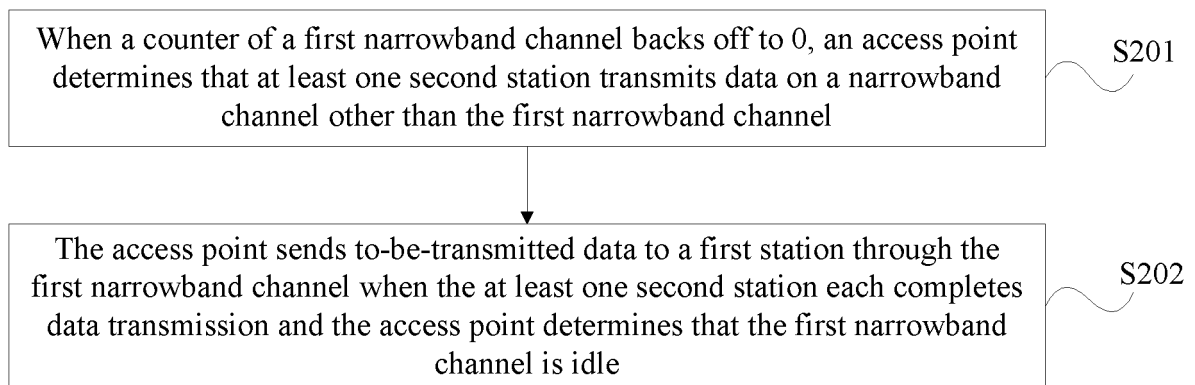 When a counter of a first narrowband channel backs off to 0, an access point
determines that at least one second station transmits data on a narrowband
channel other than the first narrowband channel
S201
The access point sends to-be-transmitted data to a first station through the
first narrowband channel when the at least one second station each completes
data transmission and the access point determines that the first narrowband
channel is idle
S202